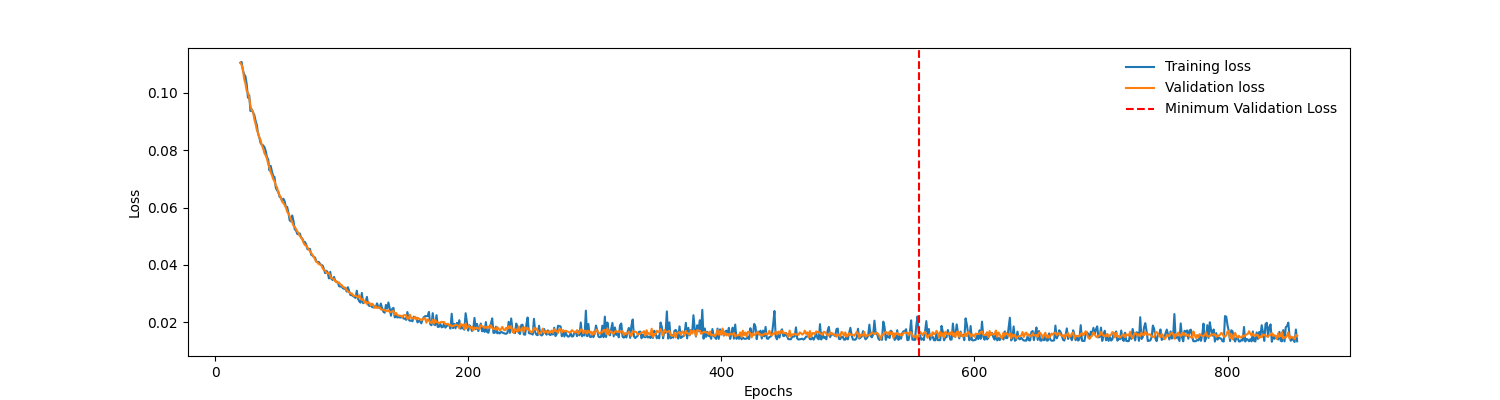 Training loss
Validation loss
Minimum Validation Loss
Loss
0.10
0.08
0.06
0.04
0.02
0 200 400 600 800
Epochs